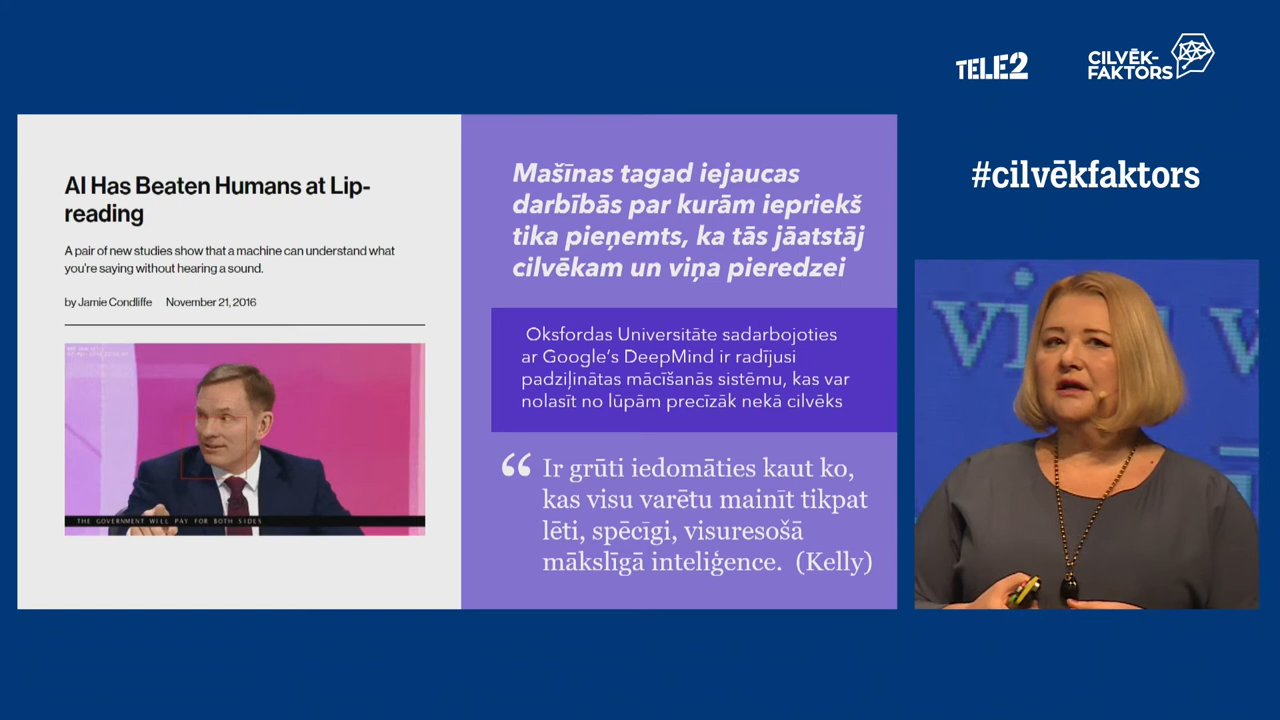 TELE2
CILVĒK-
FAKTORS
#cilvēkfaktors
AI Has Beaten Humans at Lip-
reading
A pair of new studies show that a machine can understand what
you're saying without hearing a sound.
by Jamie Condliffe November 21, 2016
THE GOVERNMENT WILL PAY FOR BOTH SIDES
Mašīnas tagad iejaucas
darbībās par kurām iepriekš
tika pieņemts, ka tās jāatstāj
cilvēkam un viņa pieredzei
Oksfordas Universitāte sadarbojoties
ar Google's DeepMind ir radījusi
padziļinātas mācīšanās sistēmu, kas var
nolasīt no lūpām precīzāk nekā cilvēks
“ Ir grūti iedomāties kaut ko,
kas visu varētu mainīt tikpat
lēti, spēcīgi, visuresošā
mākslīgā inteliģence. (Kelly)